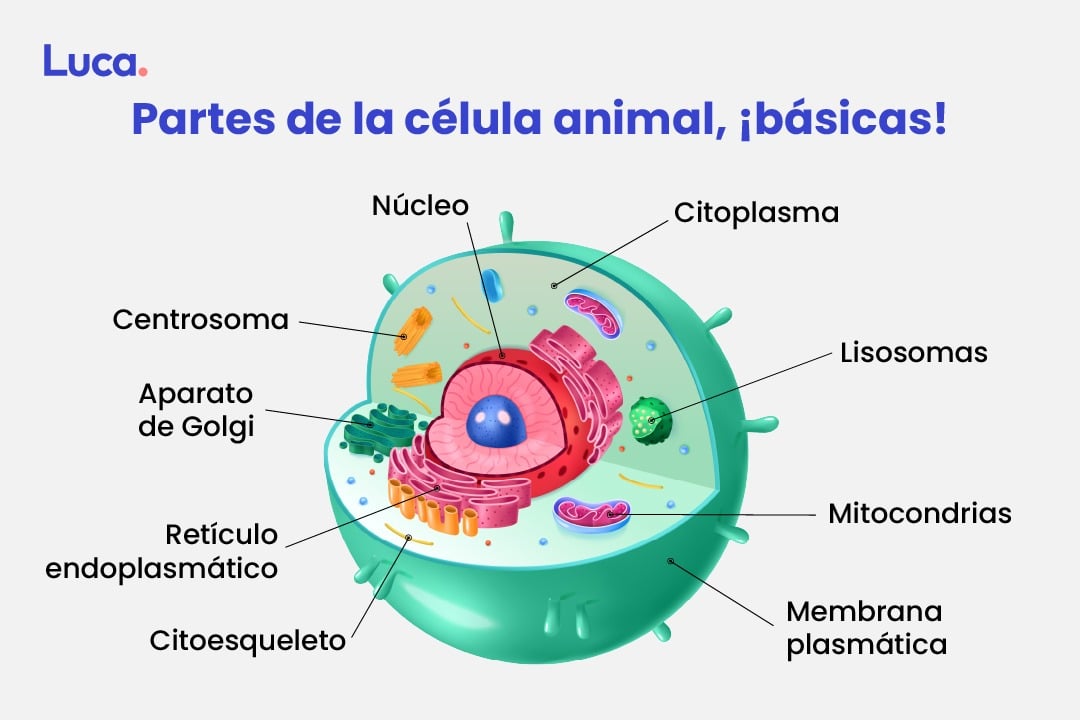 Luca.
Partes de la célula animal, ¡básicas!
Núcleo
Citoplasma
Centrosoma
Lisosomas
Aparato
de Golgi
Mitocondrias
Retículo
endoplasmático
Membrana
plasmática
Citoesqueleto